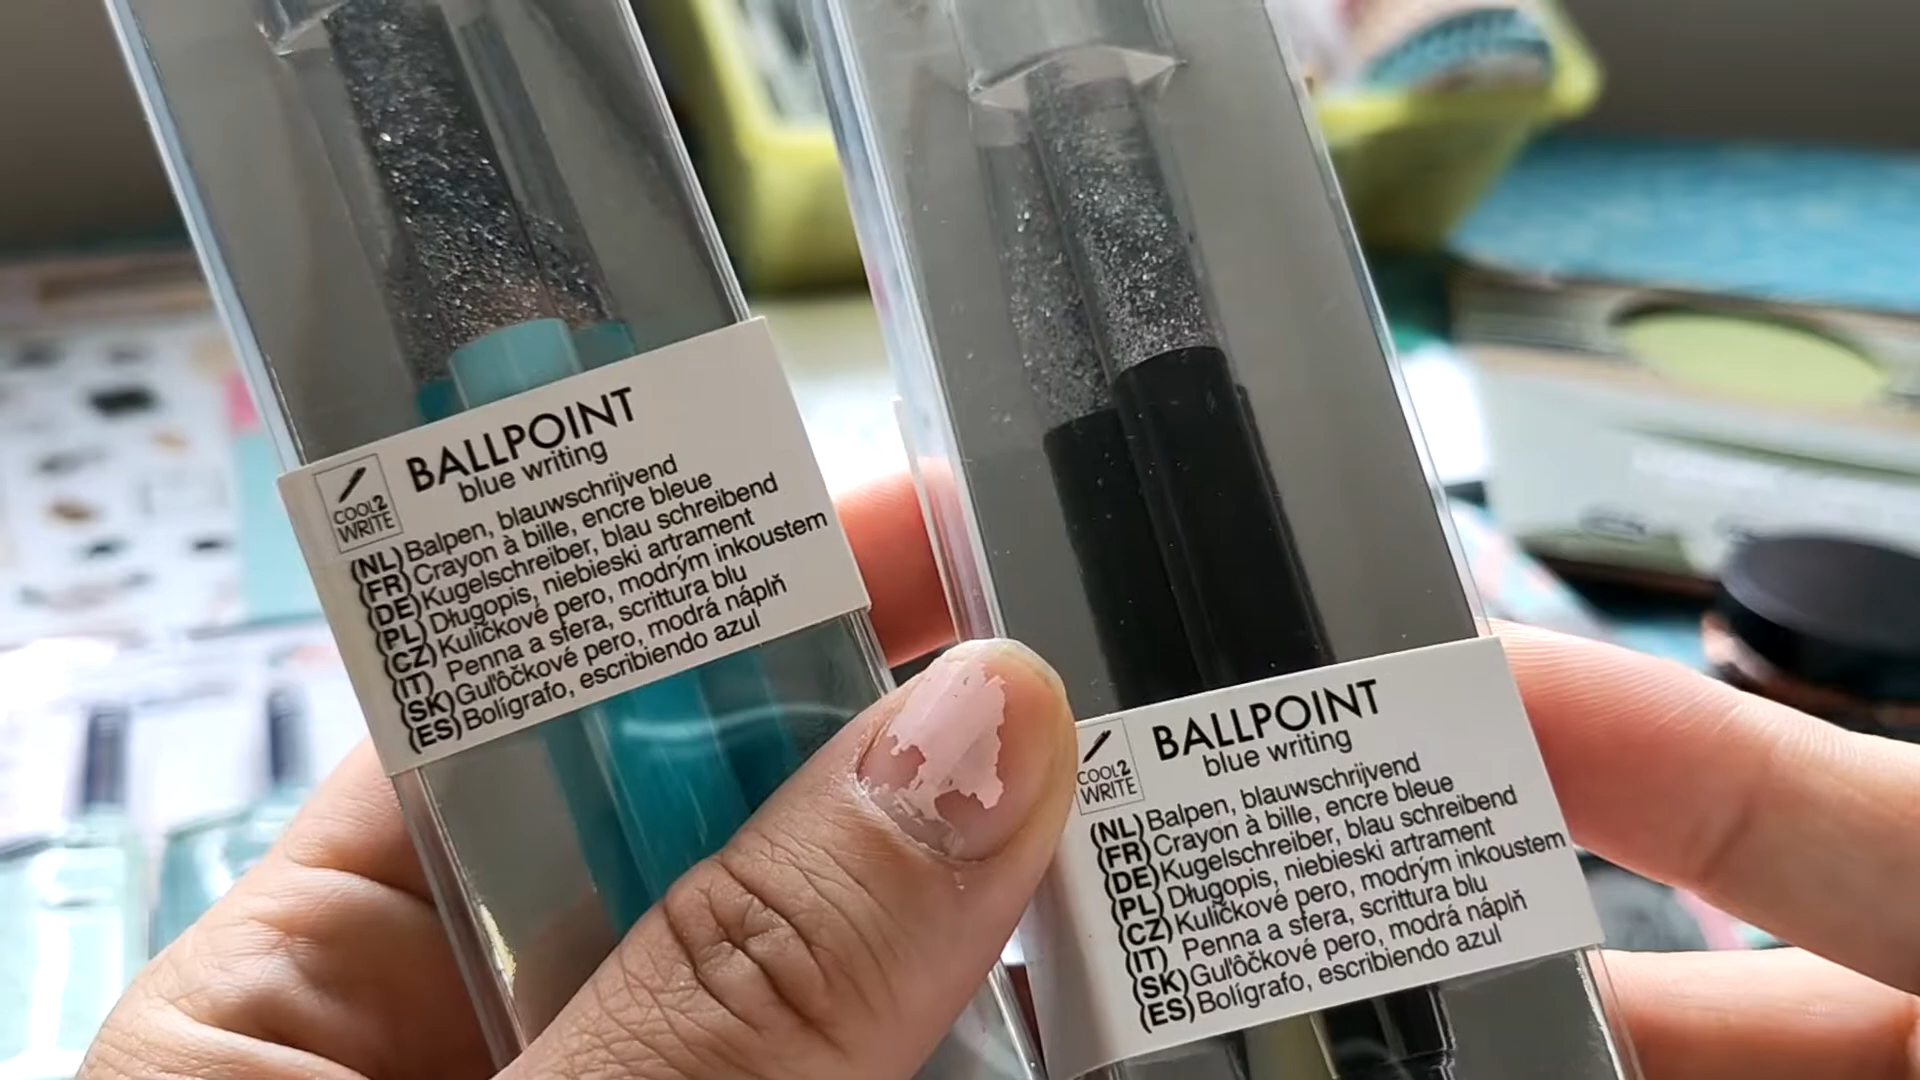 BALLPOINT
blue writing
COOL2
WRITE
(NL) Balpen, blauwschrijvend
(FR) Crayon à bille, encre bleue
(DE) Kugelschreiber, blau schreibend
(PL) Długopis, niebieski artrament
(CZ) Kuličkové pero, modrým inkoustem
(IT) Penna a sfera, scrittura blu
(SK) Guľôčkové pero, modrá náplň
(ES) Bolígrafo, escribiendo azul
BALLPOINT
blue writing
COOL2
WRITE
(NL) Balpen, blauwschrijvend
(FR) Crayon à bille, encre bleue
(DE) Kugelschreiber, blau schreibend
(PL) Długopis, niebieski artrament
(CZ) Kuličkové pero, modrým inkoustem
(IT) Penna a sfera, scrittura blu
(SK) Guľôčkové pero, modrá náplň
(ES) Bolígrafo, escribiendo azul